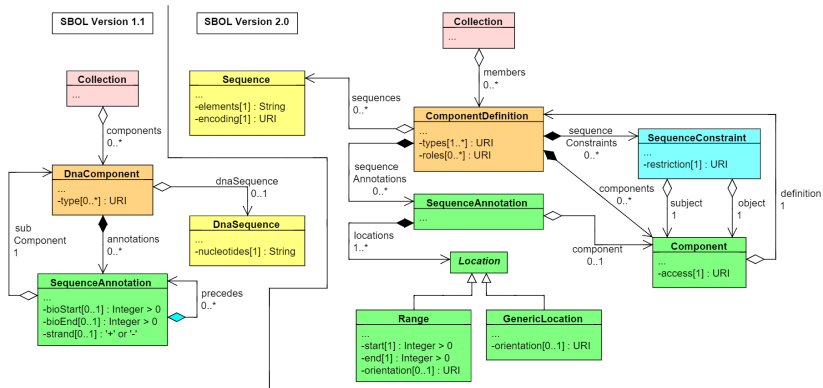 SBOL Version 1.1
SBOL Version 2.0
Collection
...
components
0..*
DnaComponent
...
-type[0..*] : URI
dnaSequence
0..1
DnaSequence
...
-nucleotides[1] : String
sub
Component
1
annotations
0..*
SequenceAnnotation
...
-bioStart[0..1] : Integer > 0
-bioEnd[0..1] : Integer > 0
-strand[0..1] : '+' or '-'
precedes
0..*
Collection
...
members
0..*
Sequence
...
-elements[1] : String
-encoding[1] : URI
sequences
0..*
ComponentDefinition
...
-types[1..*] : URI
-roles[0..*] : URI
sequence
Constraints
0..*
SequenceConstraint
...
-restriction[1] : URI
sequence
Annotations
0..*
components
0..*
subject
1
object
1
definition
1
SequenceAnnotation
...
locations
1..*
component
0..1
Component
...
-access[1] : URI
Location
Range
...
-start[1] : Integer > 0
-end[1] : Integer > 0
-orientation[0..1] : URI
GenericLocation
...
-orientation[0..1] : URI